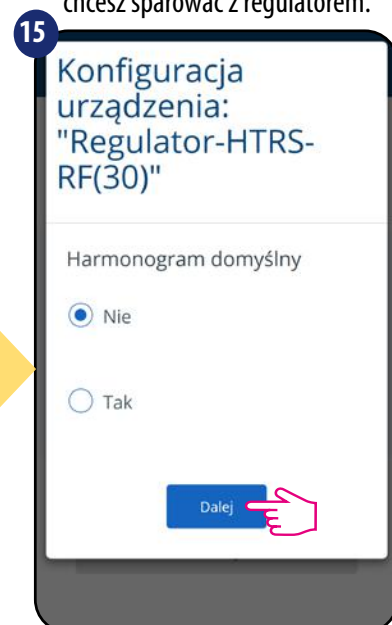 chcesz sparować z regulatorem.
15
Konfiguracja
urządzenia:
"Regulator-HTRS-
RF(30)"
Harmonogram domyślny
Nie
Tak
Dalej